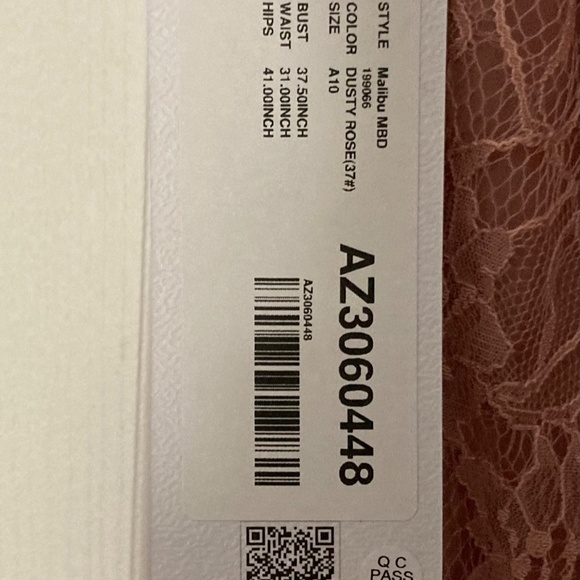 STYLE Malibu MBD
199066
COLOR DUSTY ROSE(37#)
SIZE A10
BUST 37.50INCH
WAIST 31.00INCH
HIPS 41.00INCH
AZ3060448
AZ3060448
QC
PASS